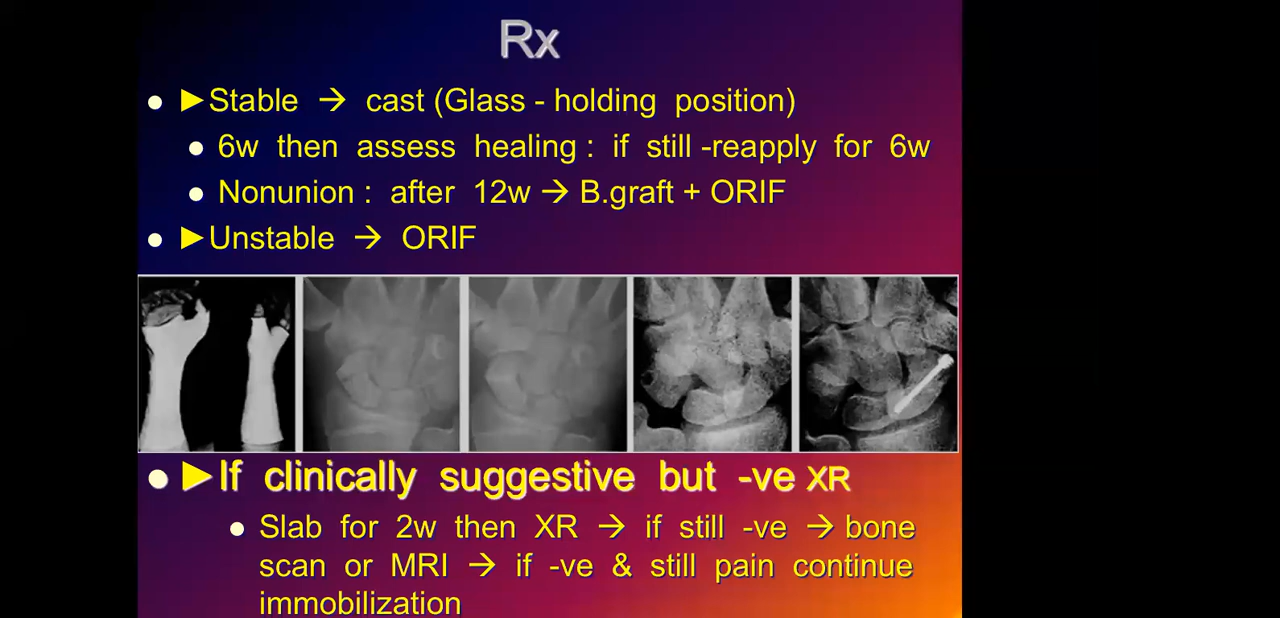 Rx
►Stable → cast (Glass - holding position)
6w then assess healing : if still -reapply for 6w
Nonunion : after 12w → B.graft + ORIF
►Unstable → ORIF
►If clinically suggestive but -ve XR
Slab for 2w then XR → if still -ve → bone
scan or MRI → if -ve & still pain continue
immobilization